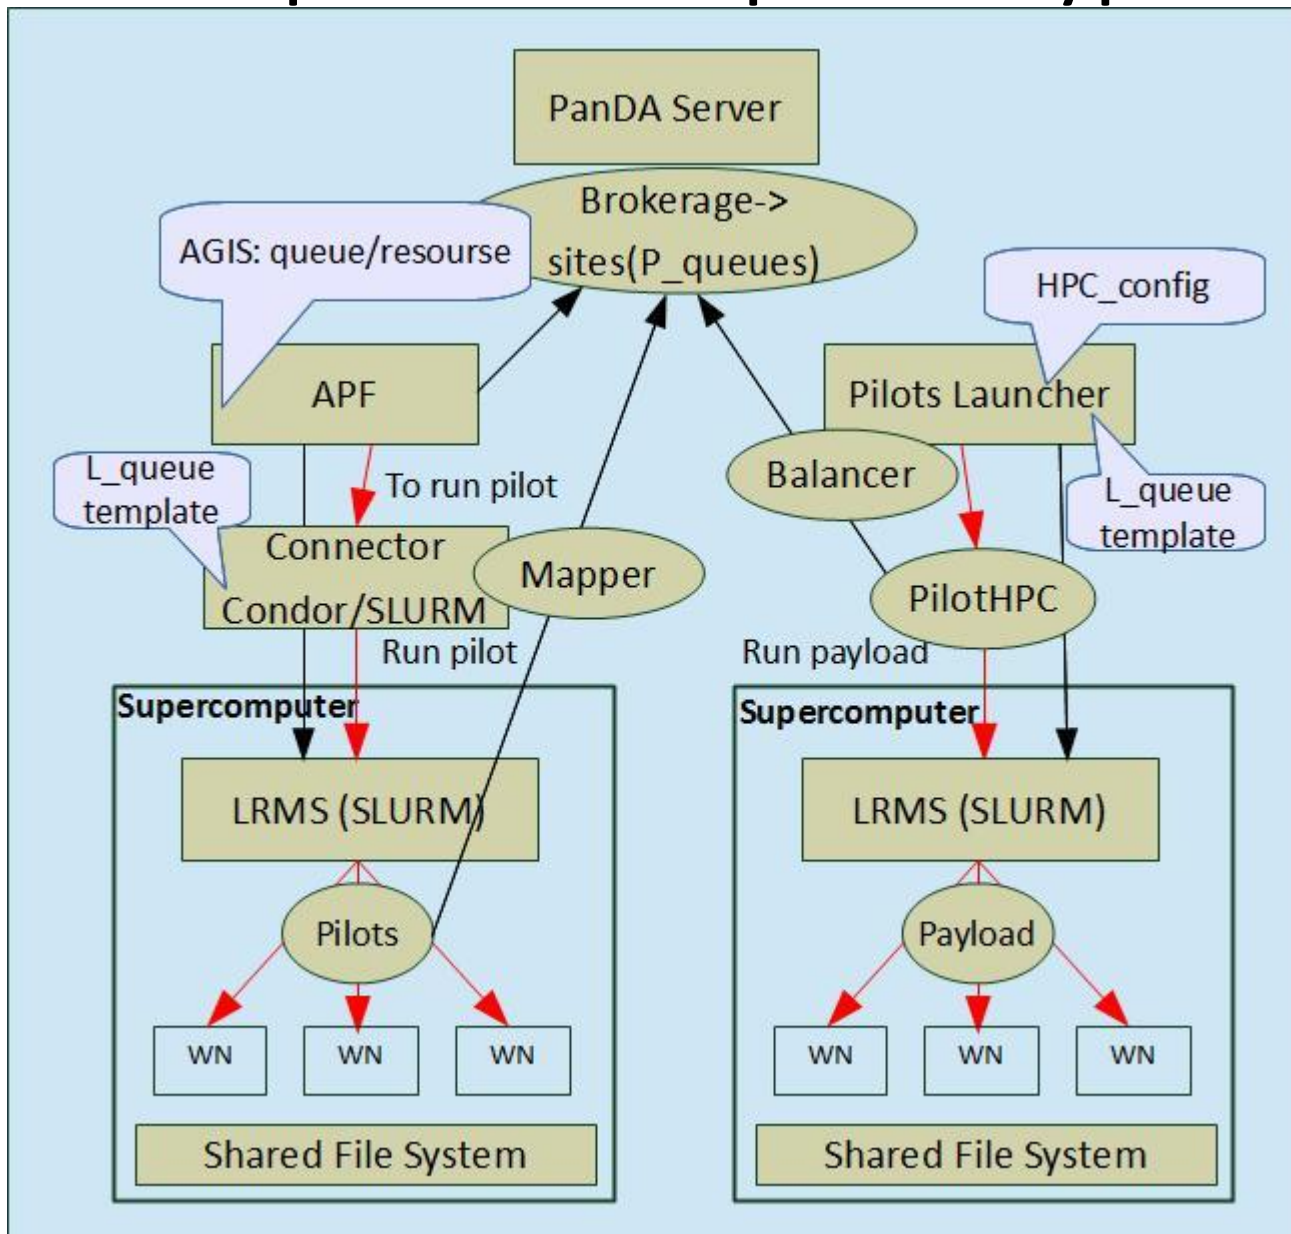 PanDA Server
Brokerage->
sites(P_queues)
AGIS: queue/resourse
HPC_config
APF
Pilots Launcher
L_queue
template
To run pilot
Balancer
L_queue
template
Connector
Condor/SLURM
Mapper
PilotHPC
Run pilot
Run payload
Supercomputer
LRMS (SLURM)
Pilots
WN
WN
WN
Shared File System
Supercomputer
LRMS (SLURM)
Payload
WN
WN
WN
Shared File System